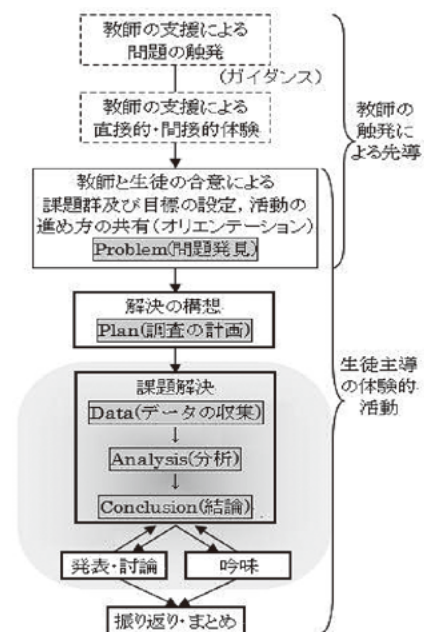 教師の支援による
問題の触発
(ガイダンス)
教師の支援による
直接的・間接的体験
教師の
触発に
よる先導
教師と生徒の合意による
課題群及び目標の設定，活動の
進め方の共有(オリエンテーション)
Problem(問題発見)
解決の構想
Plan(調査の計画)
生徒主導
の体験的
活動
課題解決
Data(データの収集)
↓
Analysis(分析)
↓
Conclusion(結論)
発表・討論
吟味
振り返り・まとめ